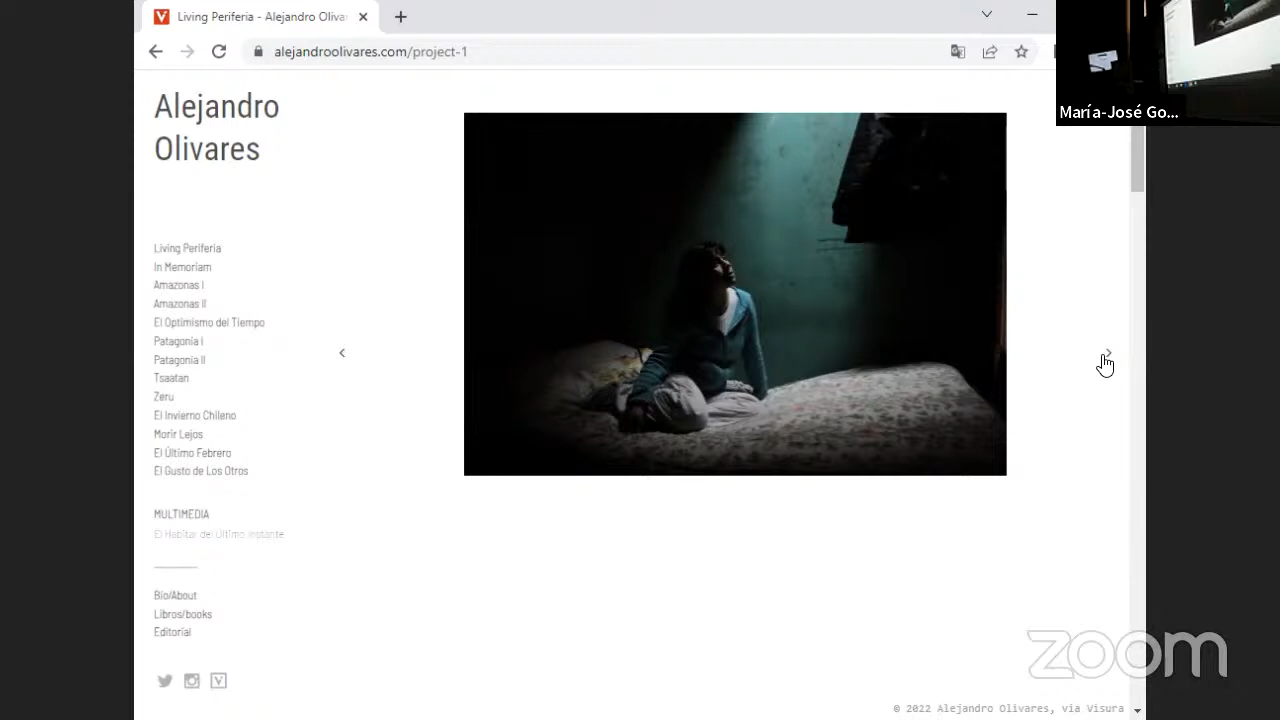 Living Periferia - Alejandro Oliva
alejandroolivares.com/project-1
María-José Go...
Alejandro
Olivares
Living Periferia
In Memoriam
Amazonas I
Amazonas II
El Optimismo del Tiempo
Patagonia I
Patagonia II
Tsaatan
Zeru
El Invierno Chileno
Morir Lejos
El Último Febrero
El Gusto de Los Otros
MULTIMEDIA
El Habitar del Último Instante
Bio/About
Libros/books
Editorial
zoom
© 2022 Alejandro Olivares, via Visura